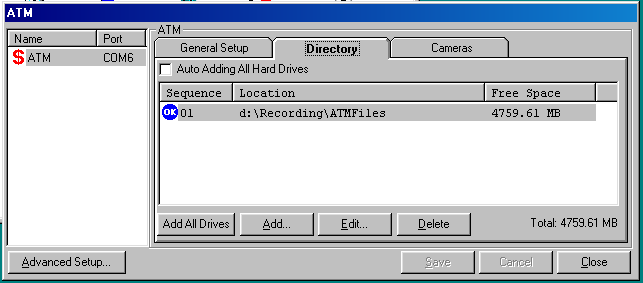 ATM
Name Port
$ ATM COM6
ATM
General Setup Directory Cameras
Auto Adding All Hard Drives
Sequence Location Free Space
OK 01 d:\Recording\ATMFiles 4759.61 MB
Add All Drives Add... Edit... Delete Total: 4759.61 MB
Advanced Setup... Save Cancel Close